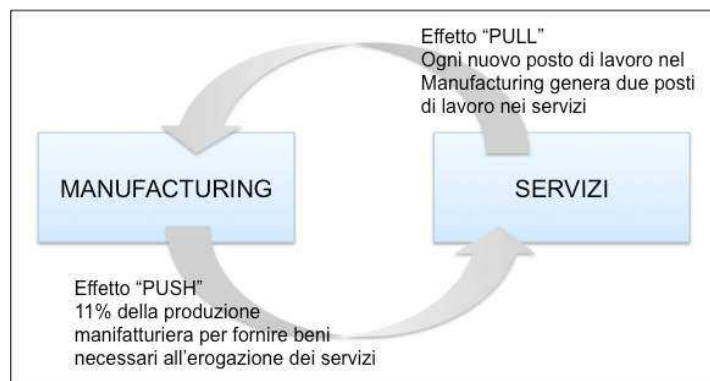 Effetto “PULL”
Ogni nuovo posto di lavoro nel
Manufacturing genera due posti
di lavoro nei servizi
MANUFACTURING
SERVIZI
Effetto “PUSH”
11% della produzione
manifatturiera per fornire beni
necessari all’erogazione dei servizi